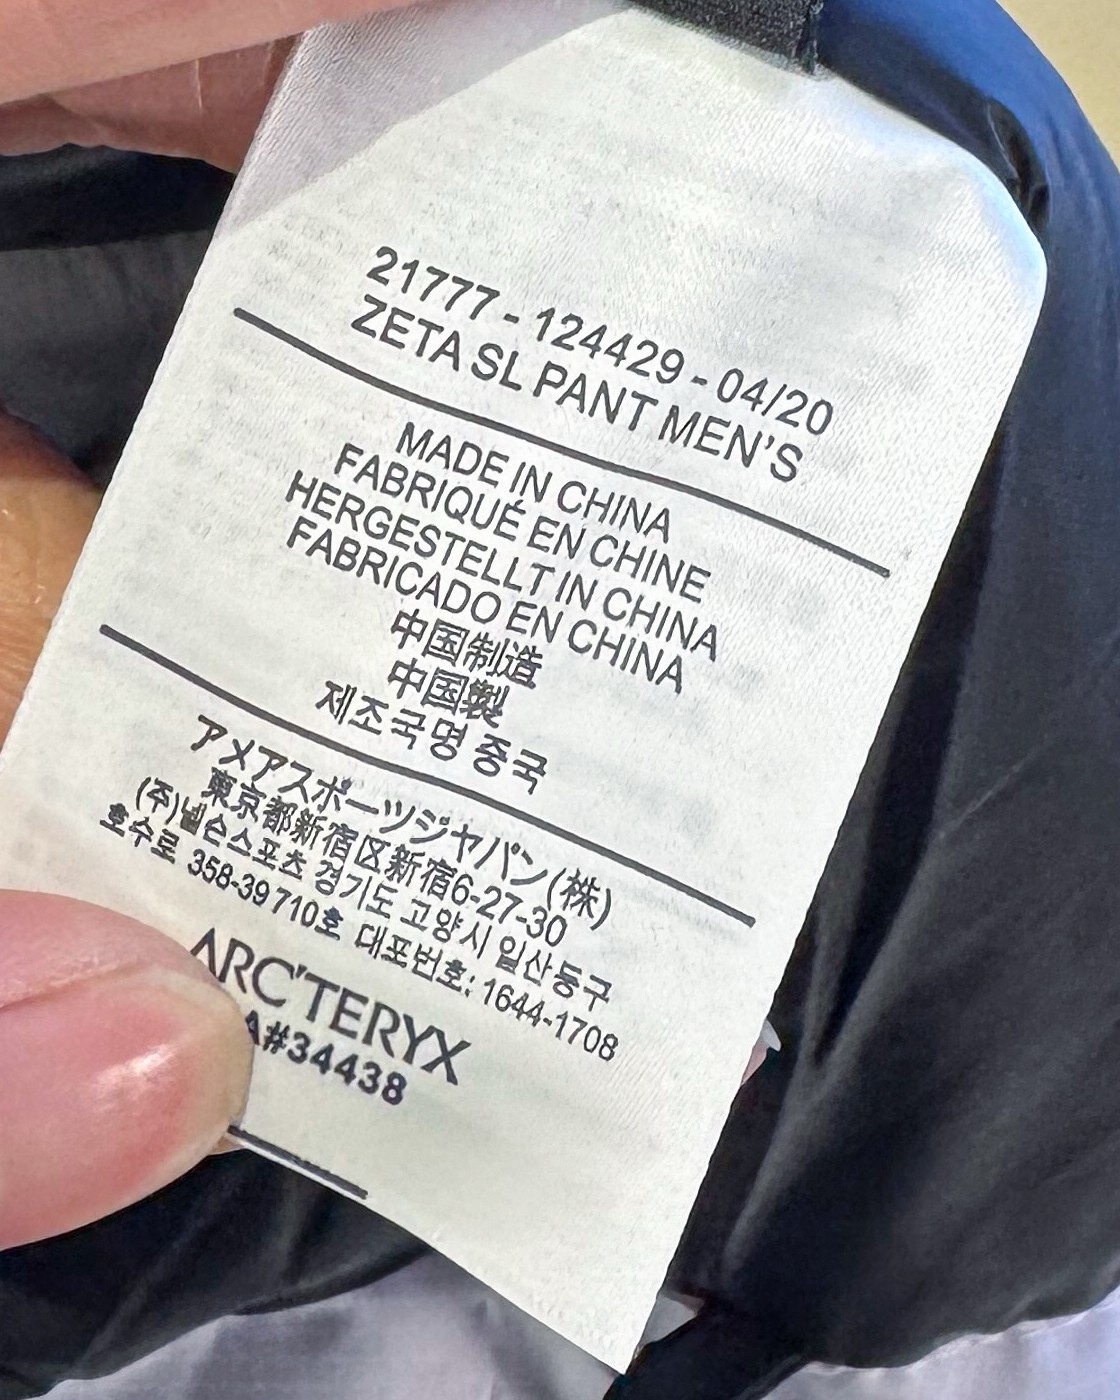 21777 - 124429 - 04/20
ZETA SL PANT MEN'S
MADE IN CHINA
FABRIQUÉ EN CHINE
HERGESTELLT IN CHINA
FABRICADO EN CHINA
中国制造
中国製
제조국명 중국
アメアスポーツジャパン(株)
東京都新宿区新宿6-27-30
(주)넬슨스포츠 경기도 고양시 일산동구
호수로 358-39 710호 대표번호: 1644-1708
ARC'TERYX
A#34438